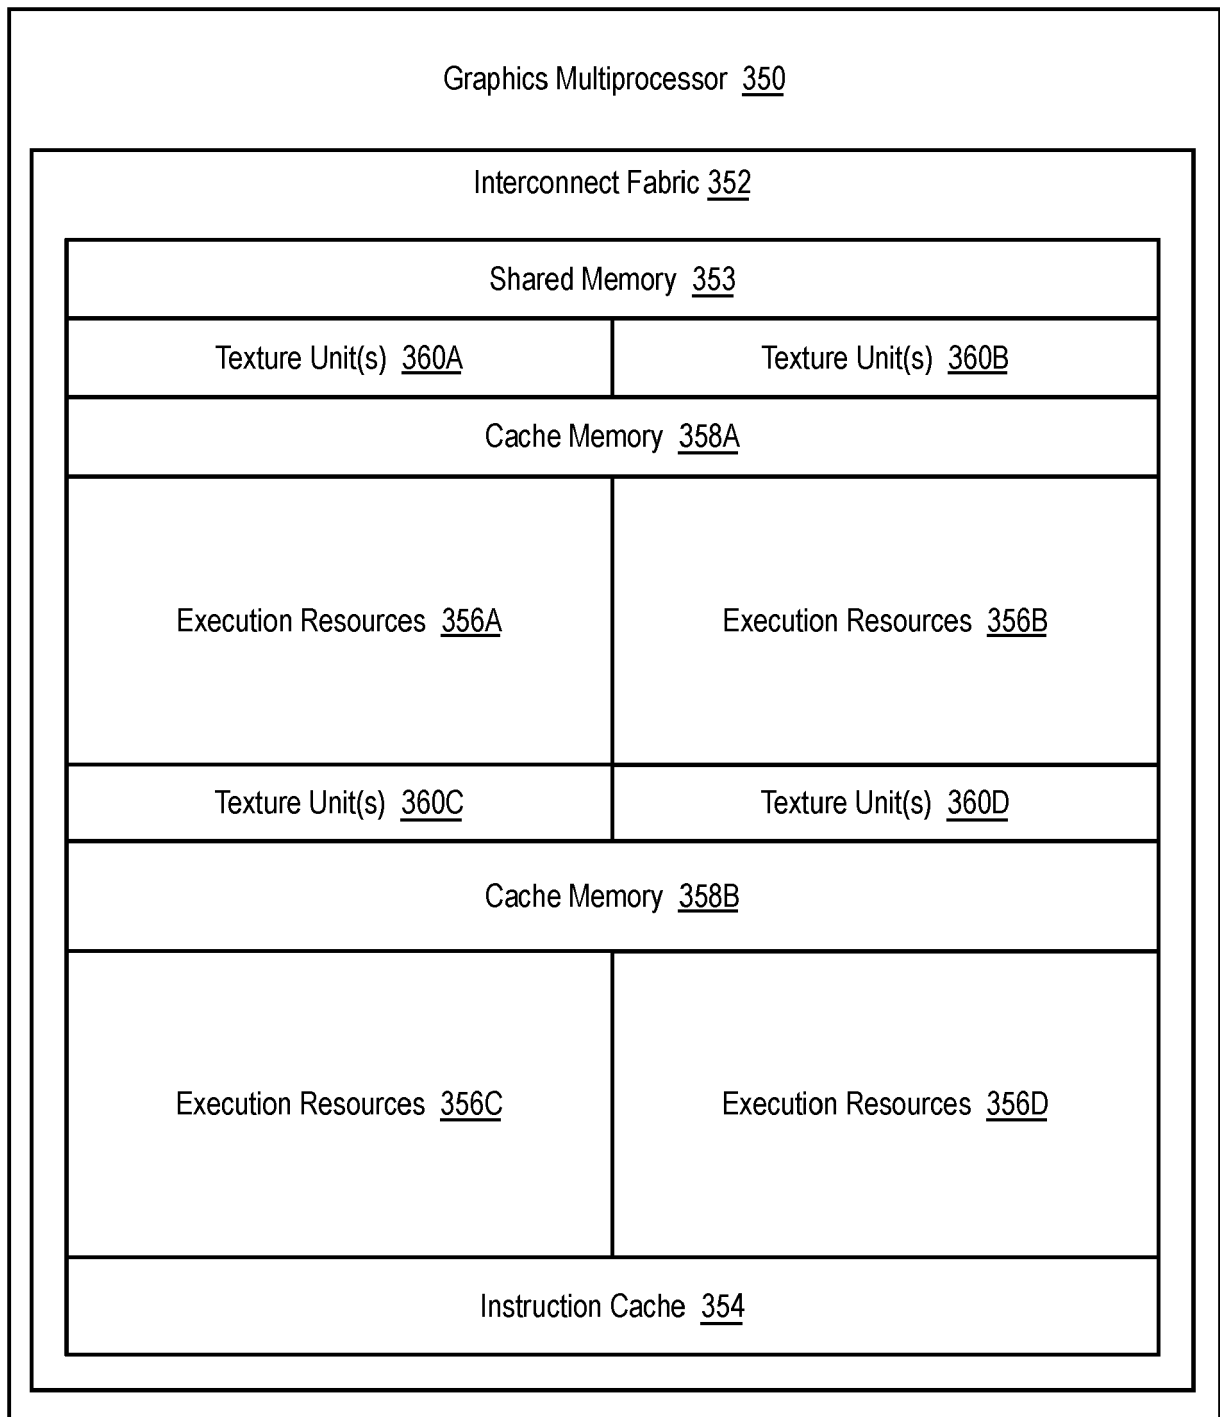 Graphics Multiprocessor 350
Interconnect Fabric 352
Shared Memory 353
Texture Unit(s) 360A
Texture Unit(s) 360B
Cache Memory 358A
Execution Resources 356A
Execution Resources 356B
Texture Unit(s) 360C
Texture Unit(s) 360D
Cache Memory 358B
Execution Resources 356C
Execution Resources 356D
Instruction Cache 354